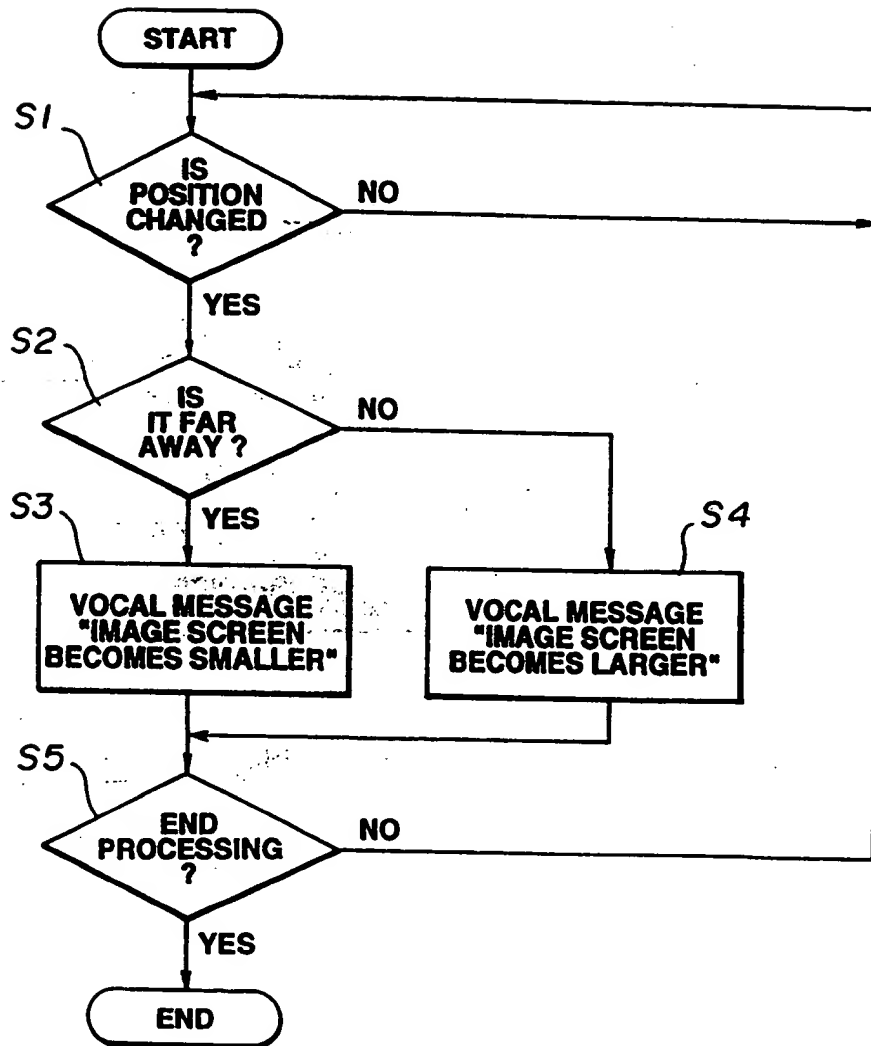 START
S1
IS
POSITION
CHANGED
?
NO
YES
S2
IS
IT FAR
AWAY ?
NO
YES
S3
VOCAL MESSAGE
"IMAGE SCREEN
BECOMES SMALLER"
S4
VOCAL MESSAGE
"IMAGE SCREEN
BECOMES LARGER"
S5
END
PROCESSING
?
NO
YES
END